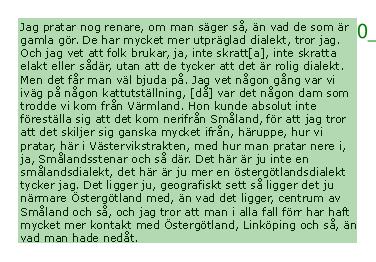 Jag pratar nog renare, om man säger så, än vad de som är
gamla gör. De har mycket mer utpräglad dialekt, tror jag.
Och jag vet att folk brukar, ja, inte skratt[a], inte skratta
elakt eller sådär, utan att de tycker att det är rolig dialekt.
Men det får man väl bjuda på. Jag vet någon gång var vi
iväg på någon kattutställning, [då] var det någon dam som
trodde vi kom från Värmland. Hon kunde absolut inte
föreställa sig att det kom nerifrån Småland, för att jag tror
att det skiljer sig ganska mycket ifrån, häruppe, hur vi
pratar, här i Västervikstrakten, med hur man pratar nere i,
ja, Smålandsstenar och så där. Det här är ju inte en
smålandsdialekt, det här är ju mer en östergötlandsdialekt
tycker jag. Det ligger ju, geografiskt sett så ligger det ju
närmare Östergötland med, än vad det ligger, centrum av
Småland och så, och jag tror att man i alla fall förr har haft
mycket mer kontakt med Östergötland, Linköping och så, än
vad man hade nedåt.
0_